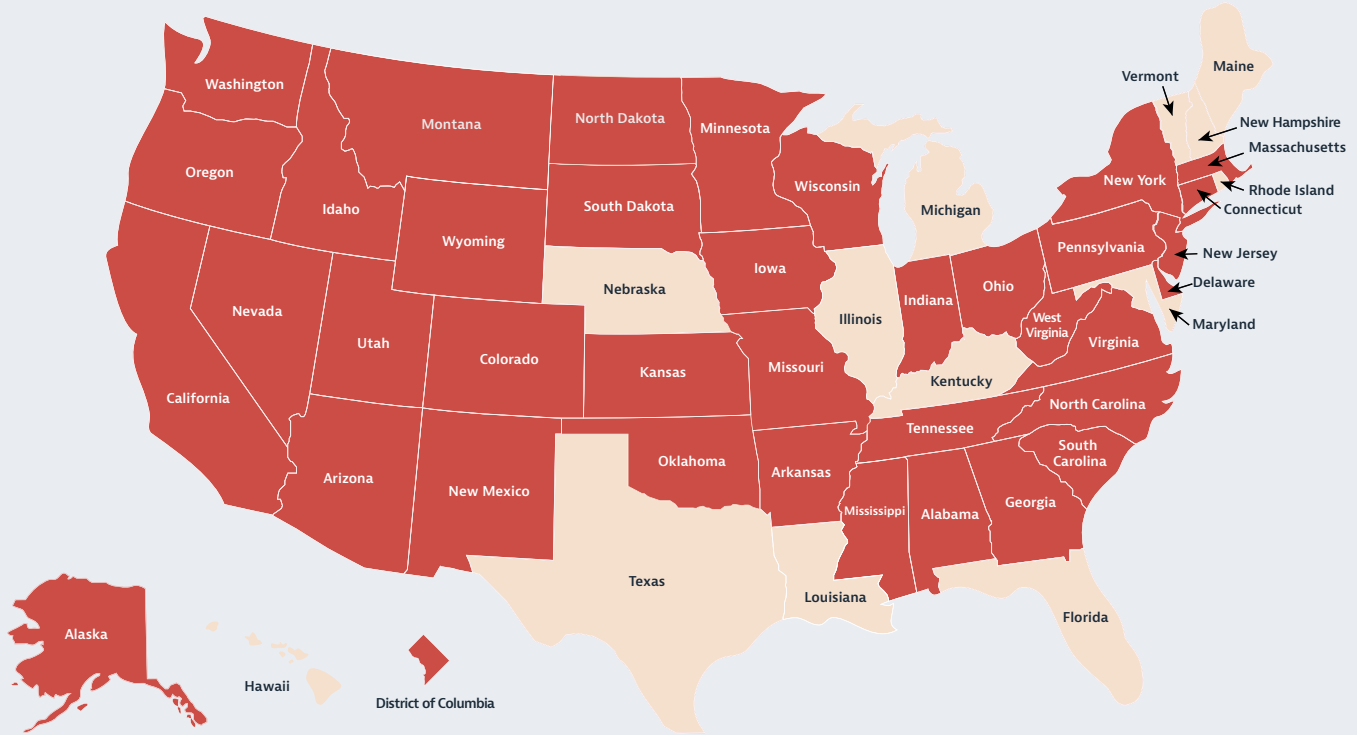 Maine
Vermont
Washington
North Dakota
Montana
Minnesota
New Hampshire
Massachusetts
Oregon
Wisconsin
New York
Rhode Island
Idaho
South Dakota
Michigan
Connecticut
Wyoming
Pennsylvania
New Jersey
Iowa
Nebraska
Ohio
Delaware
Indiana
Nevada
Illinois
West
Virginia
Maryland
Utah
Colorado
Kansas
Missouri
Virginia
Kentucky
California
North Carolina
Tennessee
South
Carolina
Arizona
New Mexico
Oklahoma
Arkansas
Mississippi
Alabama
Georgia
Texas
Louisiana
Florida
Alaska
Hawaii
District of Columbia